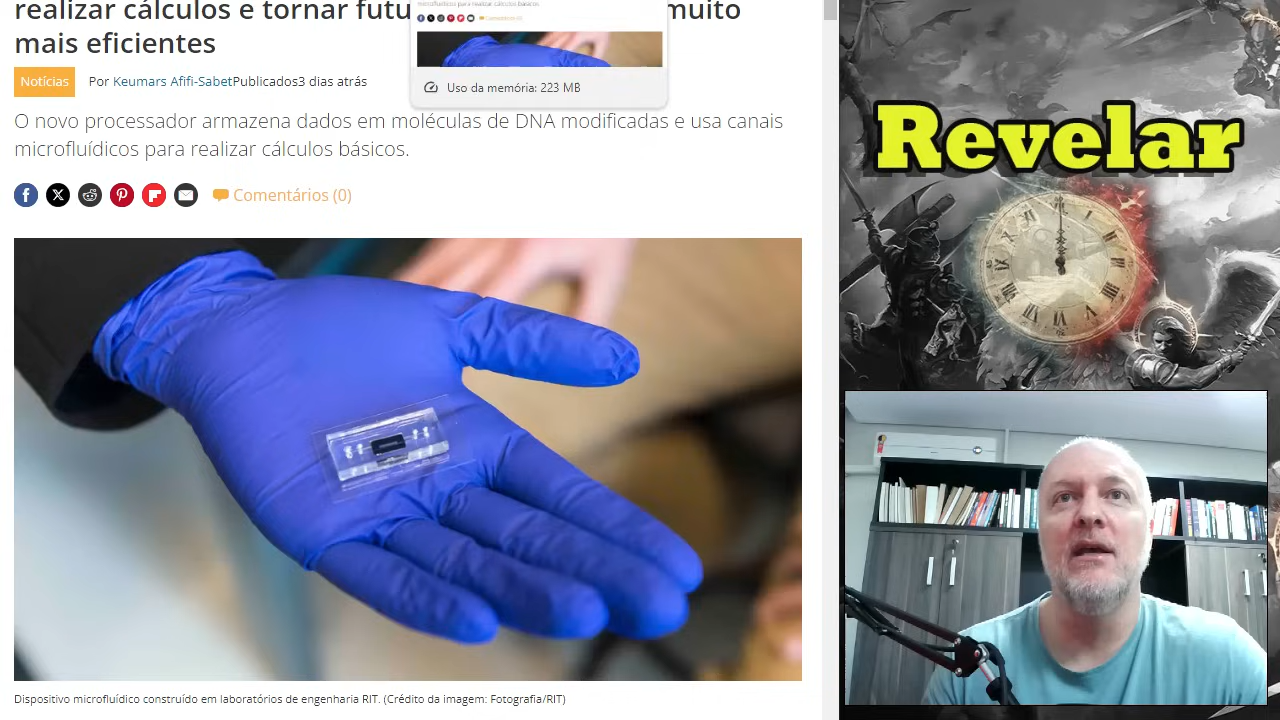 realizar cálculos e tornar futu muito
mais eficientes
Notícias Por Keumars Afifi-SabetPublicados3 dias atrás
Uso da memória: 223 MB
O novo processador armazena dados em moléculas de DNA modificadas e usa canais
microfluídicos para realizar cálculos básicos.
Comentários (0)
Dispositivo microfluídico construído em laboratórios de engenharia RIT. (Crédito da imagem: Fotografia/RIT)
Revelar